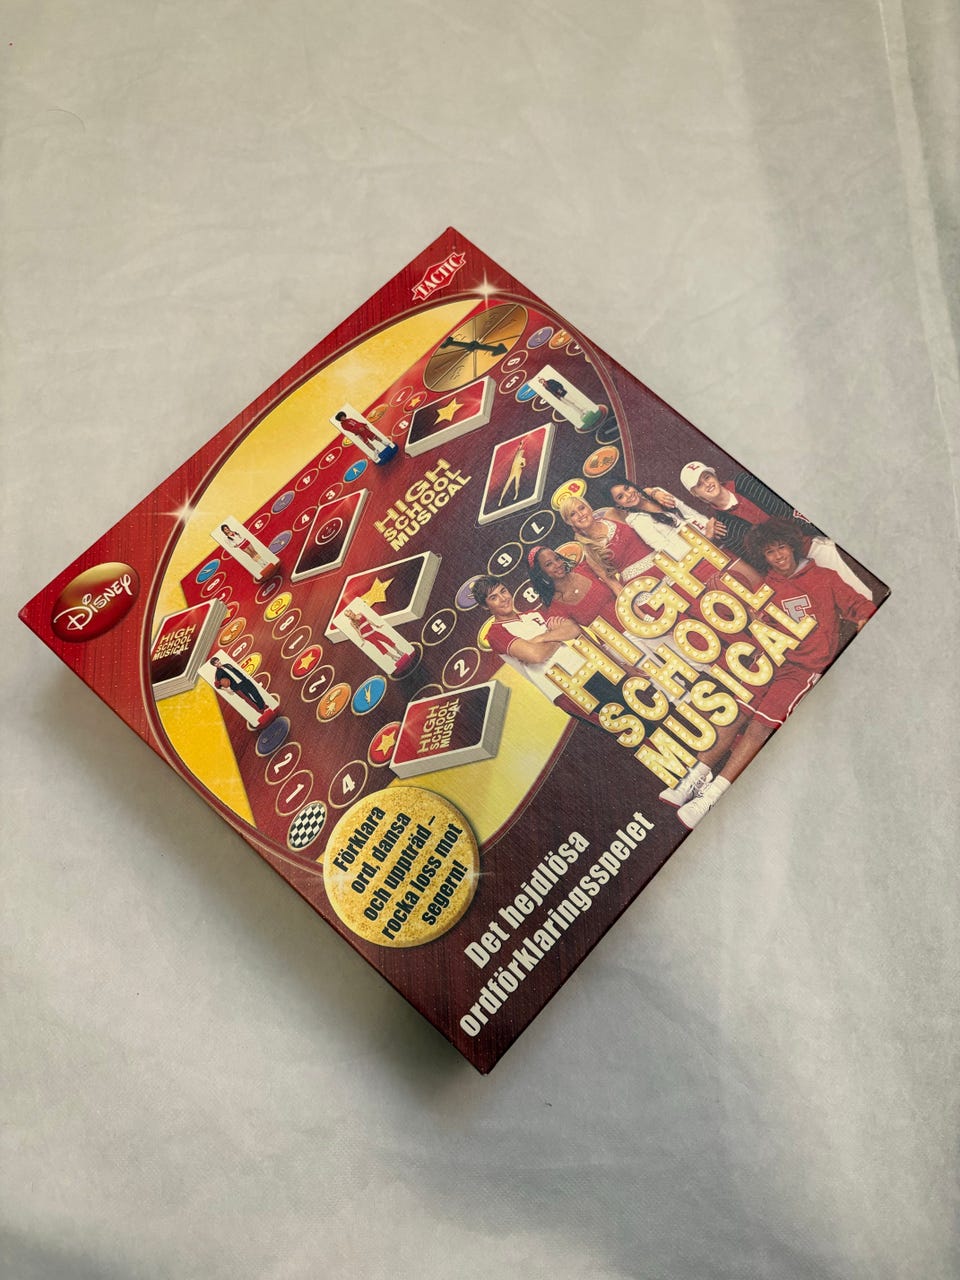 TACTIC
DISNEY
HIGH
SCHOOL
MUSICAL
HIGH
SCHOOL
MUSICAL
HIGH
SCHOOL
MUSICAL
HIGH
SCHOOL
MUSICAL
Förklara
ord, dansa
och uppträd –
rocka loss mot
segern!
Det hejdlösa
ordförklaringsspelet